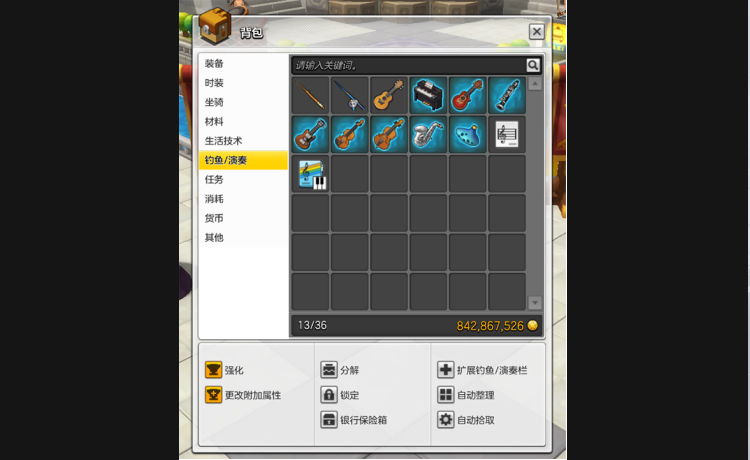 背包
请输入关键词。
装备
时装
坐骑
材料
生活技术
钓鱼/演奏
任务
消耗
货币
其他
13/36
842,867,526
强化
更改附加属性
分解
锁定
银行保险箱
扩展钓鱼/演奏栏
自动整理
自动拾取